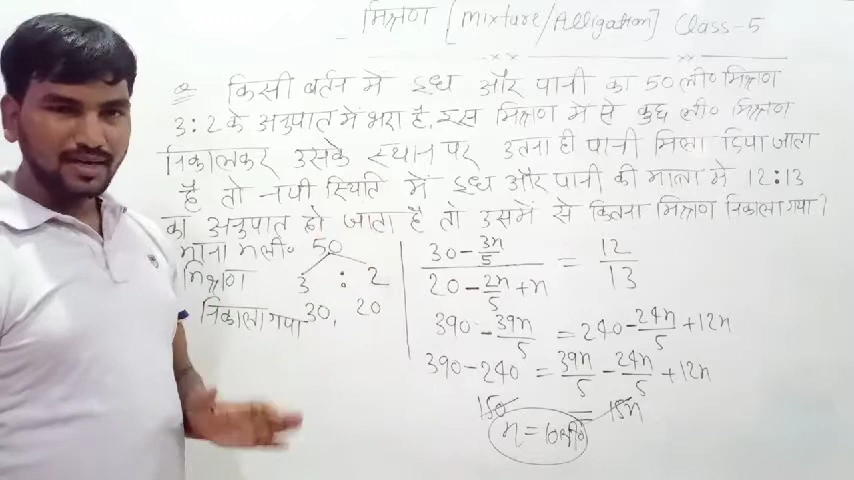 मिश्रण [Mixture/Alligation] Class-5
Q किसी बर्तन मे दुध और पानी का 50 ली० मिश्रण
3:2 के अनुपात में भरा है, इस मिश्रण में से कुछ ली० मिश्रण
निकालकर उसके स्थान पर उतना ही पानी मिला दिया जाता
है तो नयी स्थिति में दुध और पानी की मात्रा मे 12:13
का अनुपात हो जाता है तो उसमें से कितना मिश्रण निकाला गया?
माना nली०
मिश्रण
निकाला गया
50
3 : 2
30, 20
(30 - 3n/5) / (20 - 2n/5 + n) = 12/13
390 - 39n/5 = 240 - 24n/5 + 12n
390 - 240 = 39n/5 - 24n/5 + 12n
150 = 15n
n = 10ली०